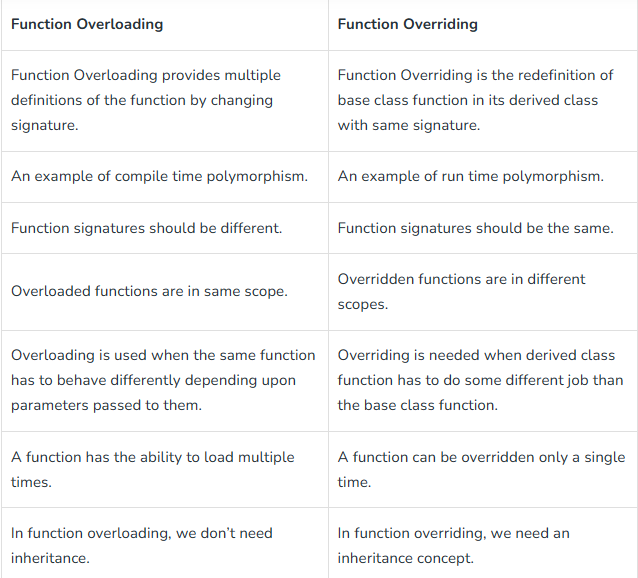 Function Overloading
Function Overriding
Function Overloading provides multiple
definitions of the function by changing
signature.
Function Overriding is the redefinition of
base class function in its derived class
with same signature.
An example of compile time polymorphism.
An example of run time polymorphism.
Function signatures should be different.
Function signatures should be the same.
Overloaded functions are in same scope.
Overridden functions are in different
scopes.
Overloading is used when the same function
has to behave differently depending upon
parameters passed to them.
Overriding is needed when derived class
function has to do some different job than
the base class function.
A function has the ability to load multiple
times.
A function can be overridden only a single
time.
In function overloading, we don’t need
inheritance.
In function overriding, we need an
inheritance concept.